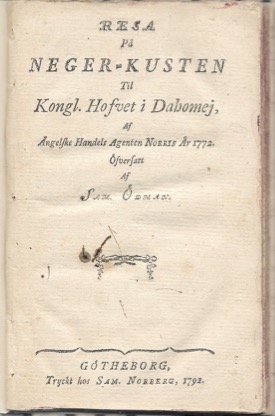 RESA
På
NEGER-KUSTEN
Til
Kongl. Hofvet i Dahomej,
Af
Ängelske Handels Agenten NORRIS År 1772.
Öfversatt
Af
SAM. ÖDMAN.
GÖTHEBORG,
Tryckt hos SAM. NORBERG, 1792.